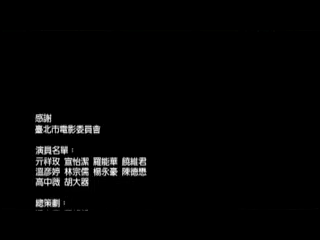 感謝
臺北市電影委員會
演員名單：
亓祥玫 宣怡潔 羅能華 饒維君
溫彥婷 林宗儒 楊永豪 陳德懋
高中薇 胡大器
總策劃：